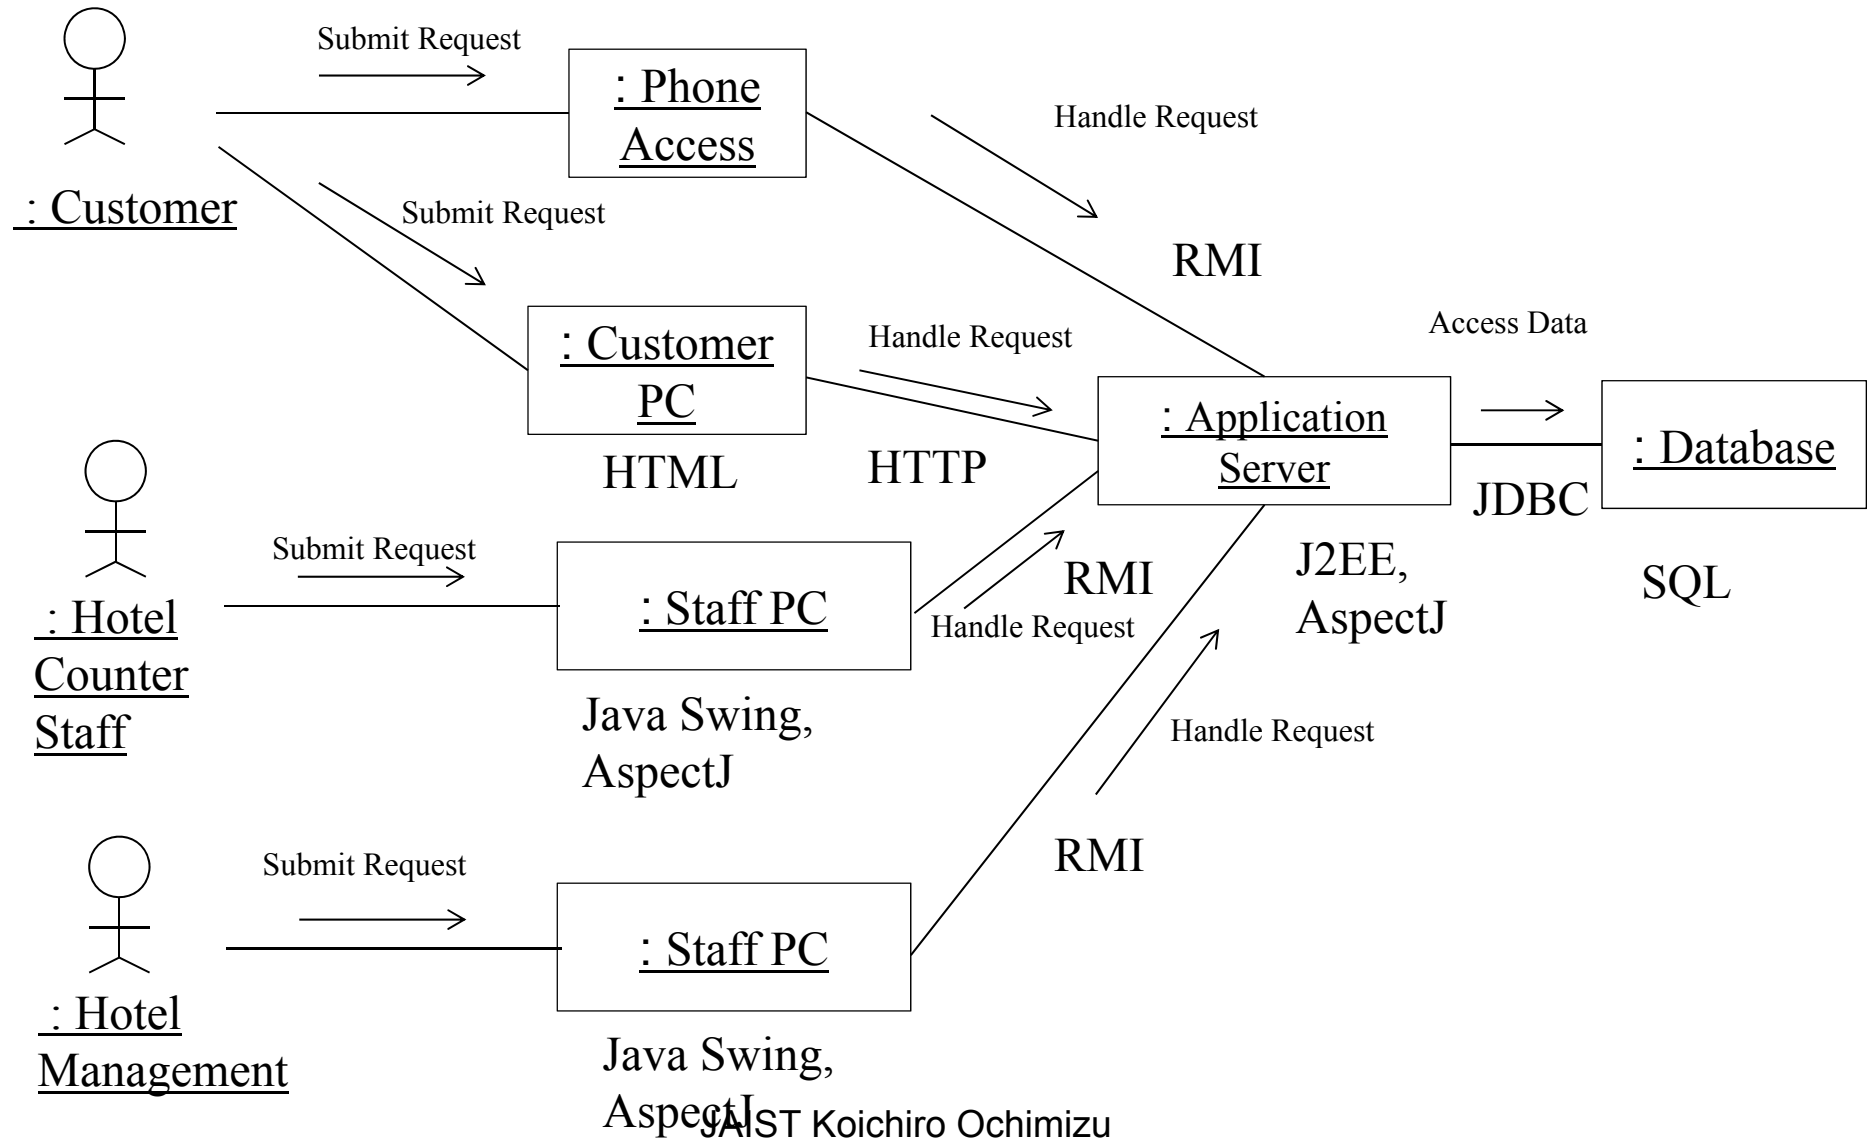 Submit Request
: Phone
Access
Handle Request
: Customer
Submit Request
RMI
: Customer
PC
Handle Request
Access Data
: Application
Server
: Database
HTML
HTTP
JDBC
Submit Request
: Hotel
Counter
Staff
: Staff PC
RMI
Handle Request
J2EE,
AspectJ
SQL
Java Swing,
AspectJ
Handle Request
RMI
Submit Request
: Hotel
Management
: Staff PC
Java Swing,
AspectJ
JAIST Koichiro Ochimizu